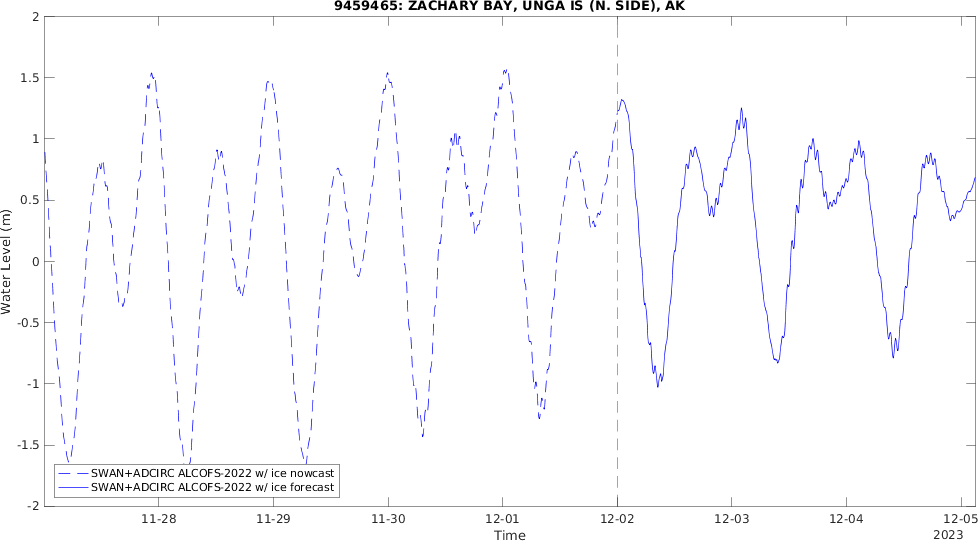 9459465: ZACHARY BAY, UNGA IS (N. SIDE), AK
2
1.5
1
0.5
0
-0.5
-1
-1.5
-2
Water Level (m)
SWAN+ADCIRC ALCOFS-2022 w/ ice nowcast
SWAN+ADCIRC ALCOFS-2022 w/ ice forecast
11-28 11-29 11-30 12-01 12-02 12-03 12-04 12-05
Time
2023